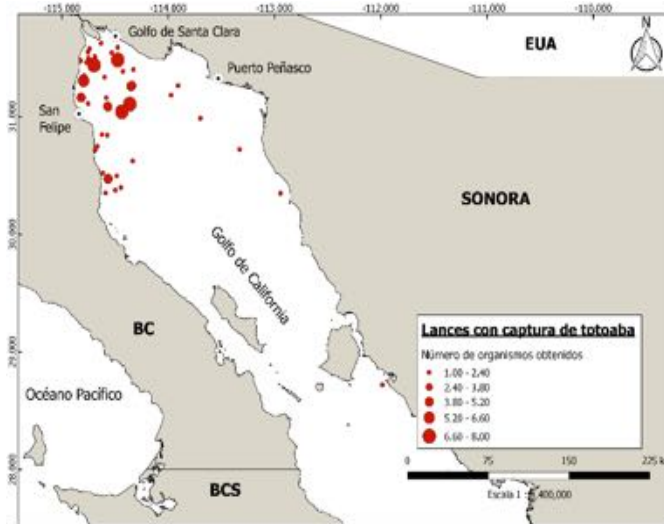 -115,000 -114,000 -113,000 -112,000 -111,000 -110,000
Golfo de Santa Clara
EUA
N
Puerto Peñasco
San
Felipe
31,000
SONORA
30,000
Golfo de California
BC
29,000
Lances con captura de totoaba
Número de organismos obtenidos
1.00 - 2.40
2.40 - 3.80
3.80 - 5.20
5.20 - 6.60
6.60 - 8.00
Océano Pacífico
28,000
0 75 150 225 k
BCS